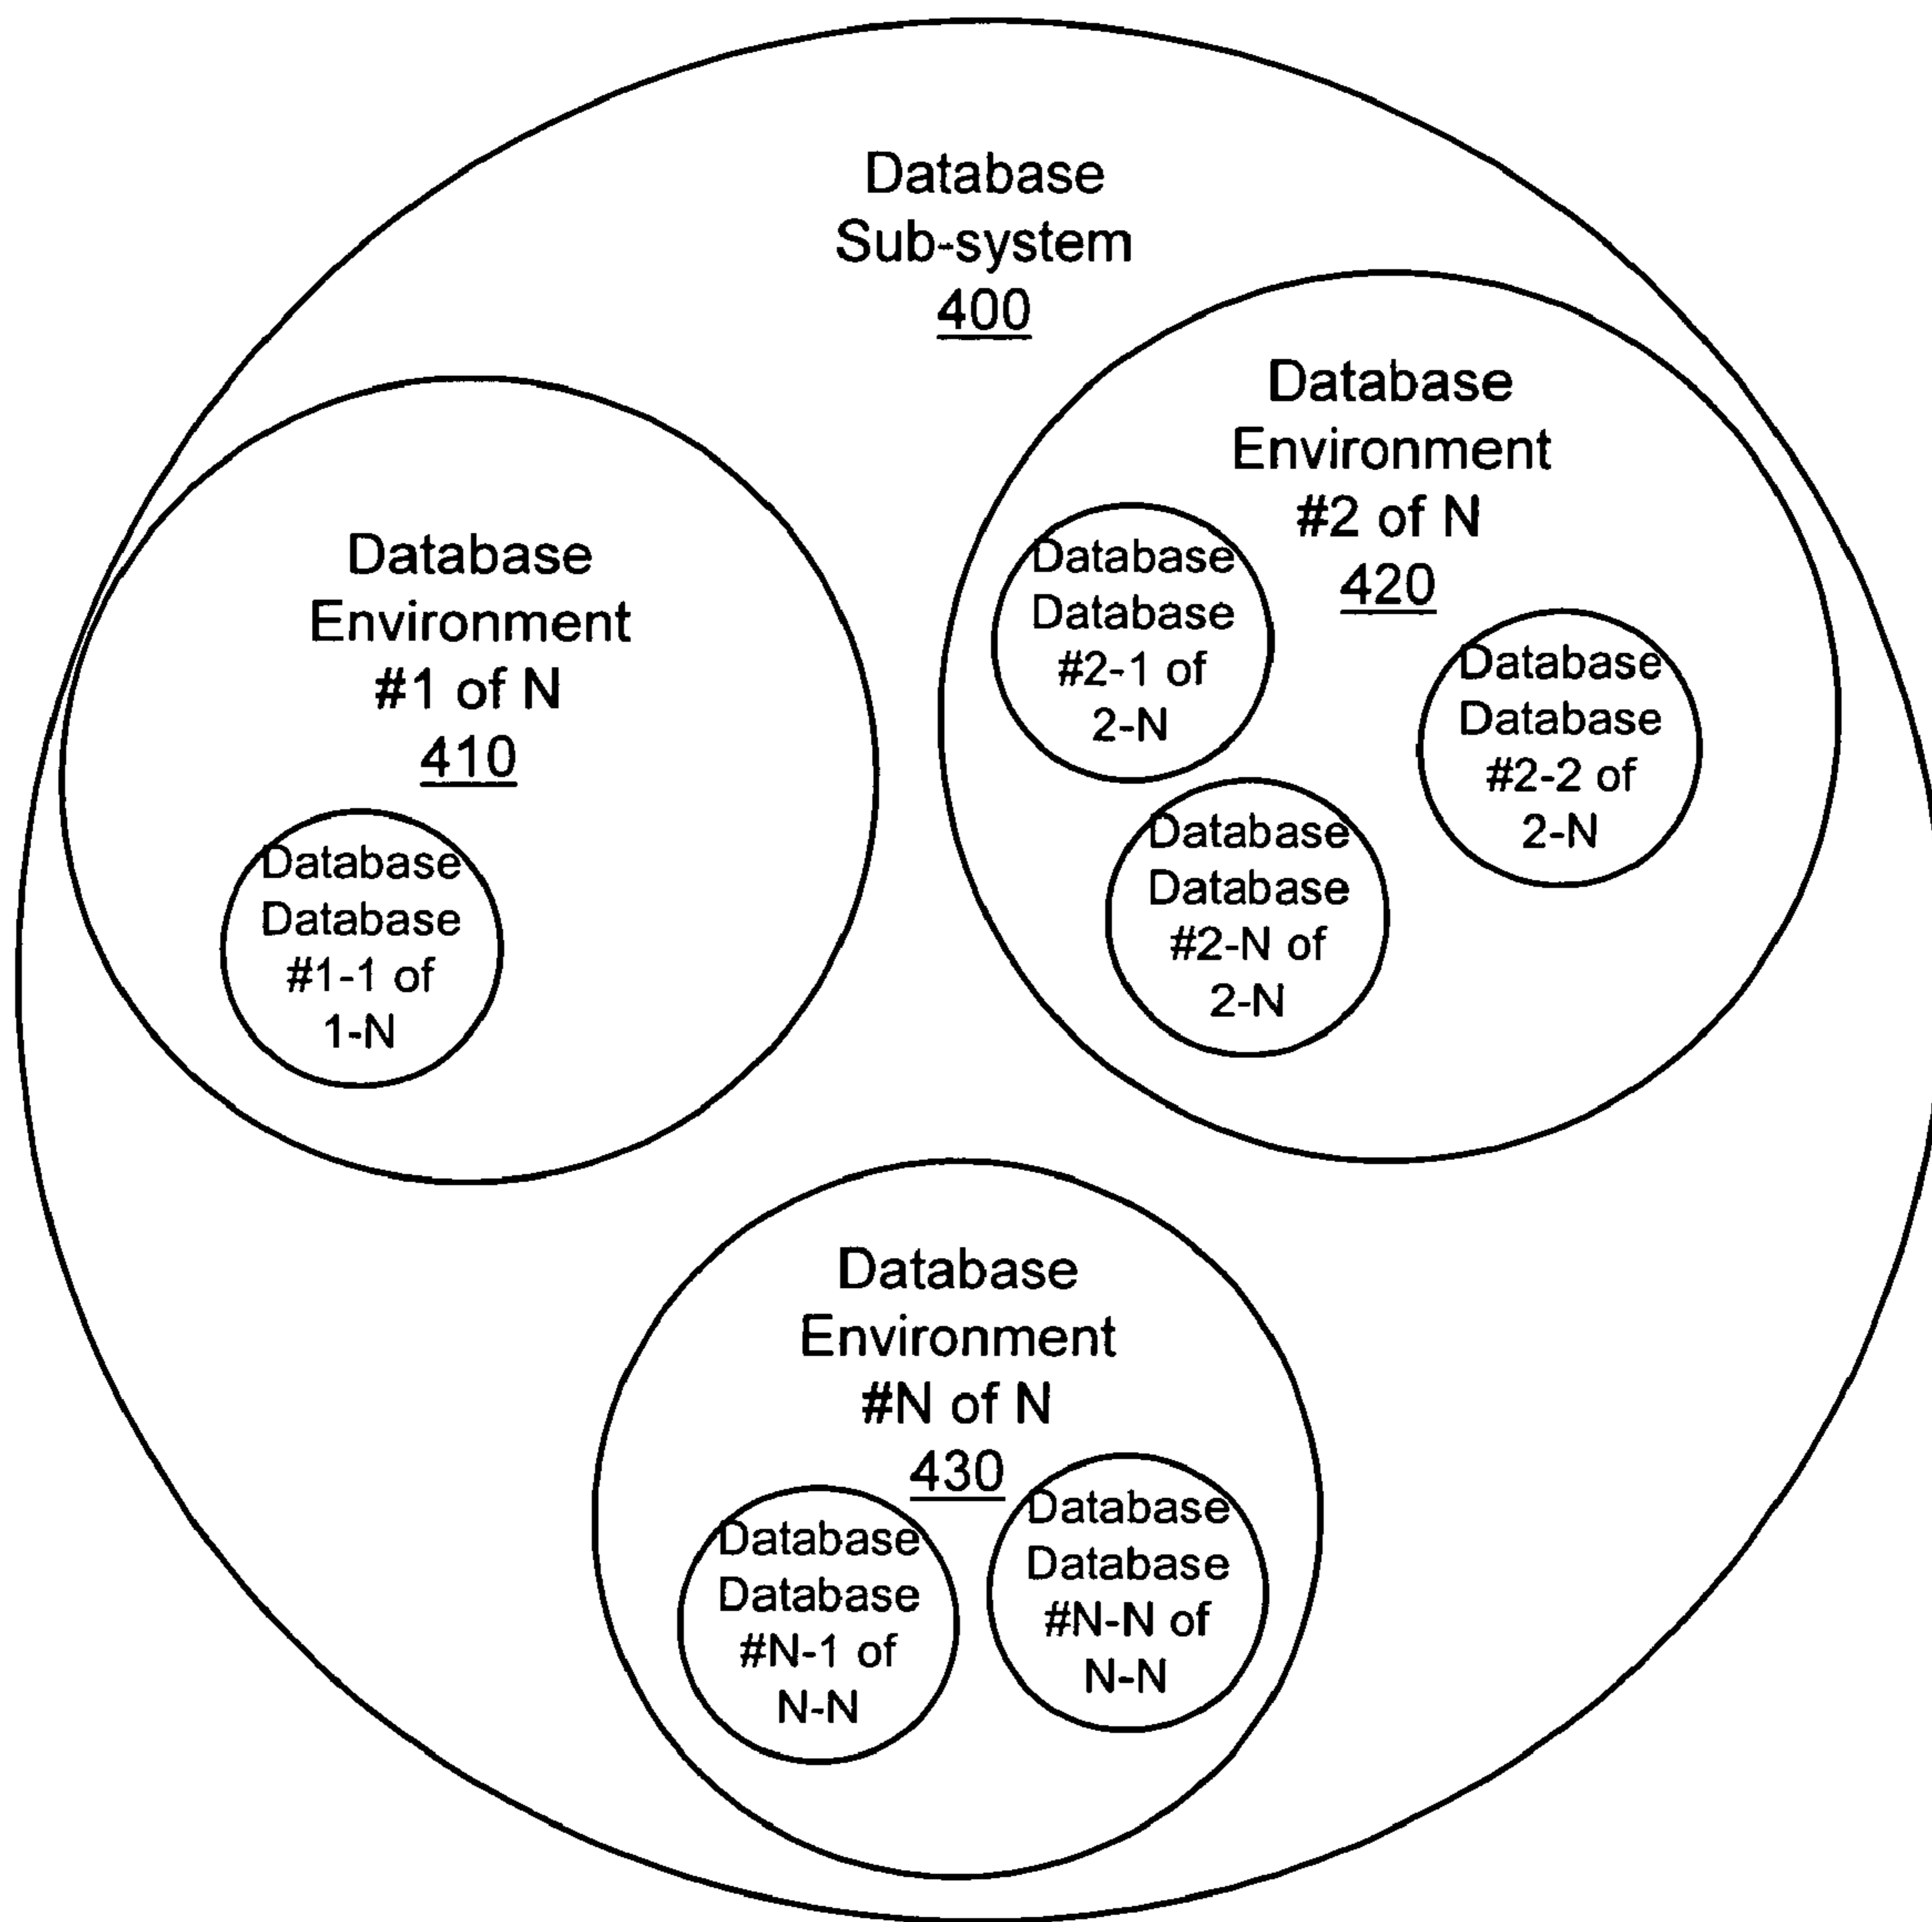 Database
Sub-system
400
Database
Environment
#1 of N
410
Database
Database
#1-1 of
1-N
Database
Environment
#2 of N
420
Database
Database
#2-1 of
2-N
Database
Database
#2-2 of
2-N
Database
Database
#2-N of
2-N
Database
Environment
#N of N
430
Database
Database
#N-1 of
N-N
Database
Database
#N-N of
N-N